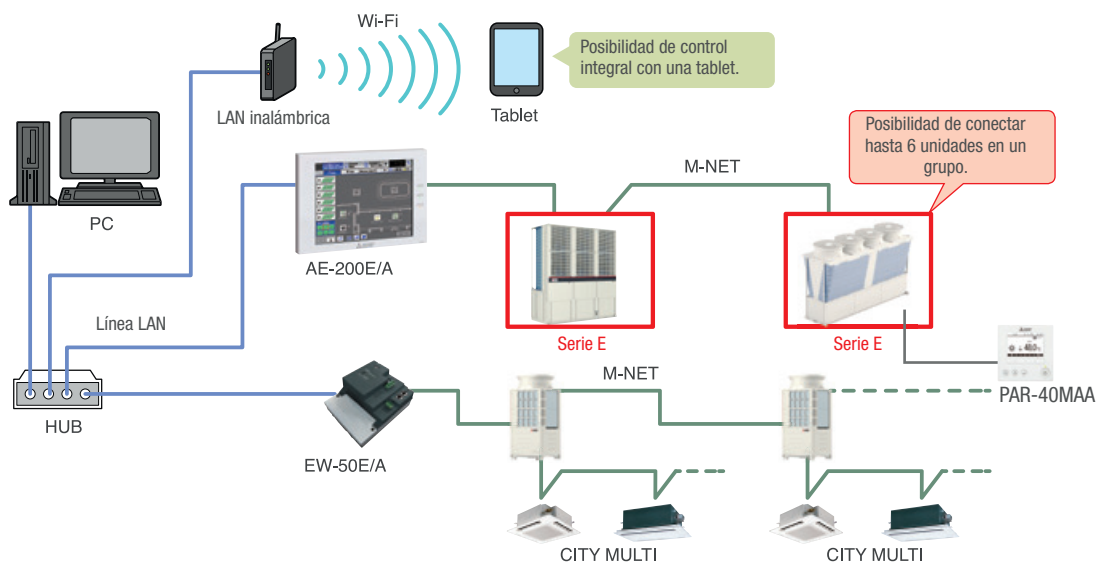 Wi-Fi
Posibilidad de control
integral con una tablet.
LAN inalámbrica
Tablet
Posibilidad de conectar
hasta 6 unidades en un
grupo.
M-NET
PC
AE-200E/A
Línea LAN
Serie E
Serie E
M-NET
PAR-40MAA
HUB
EW-50E/A
CITY MULTI
CITY MULTI